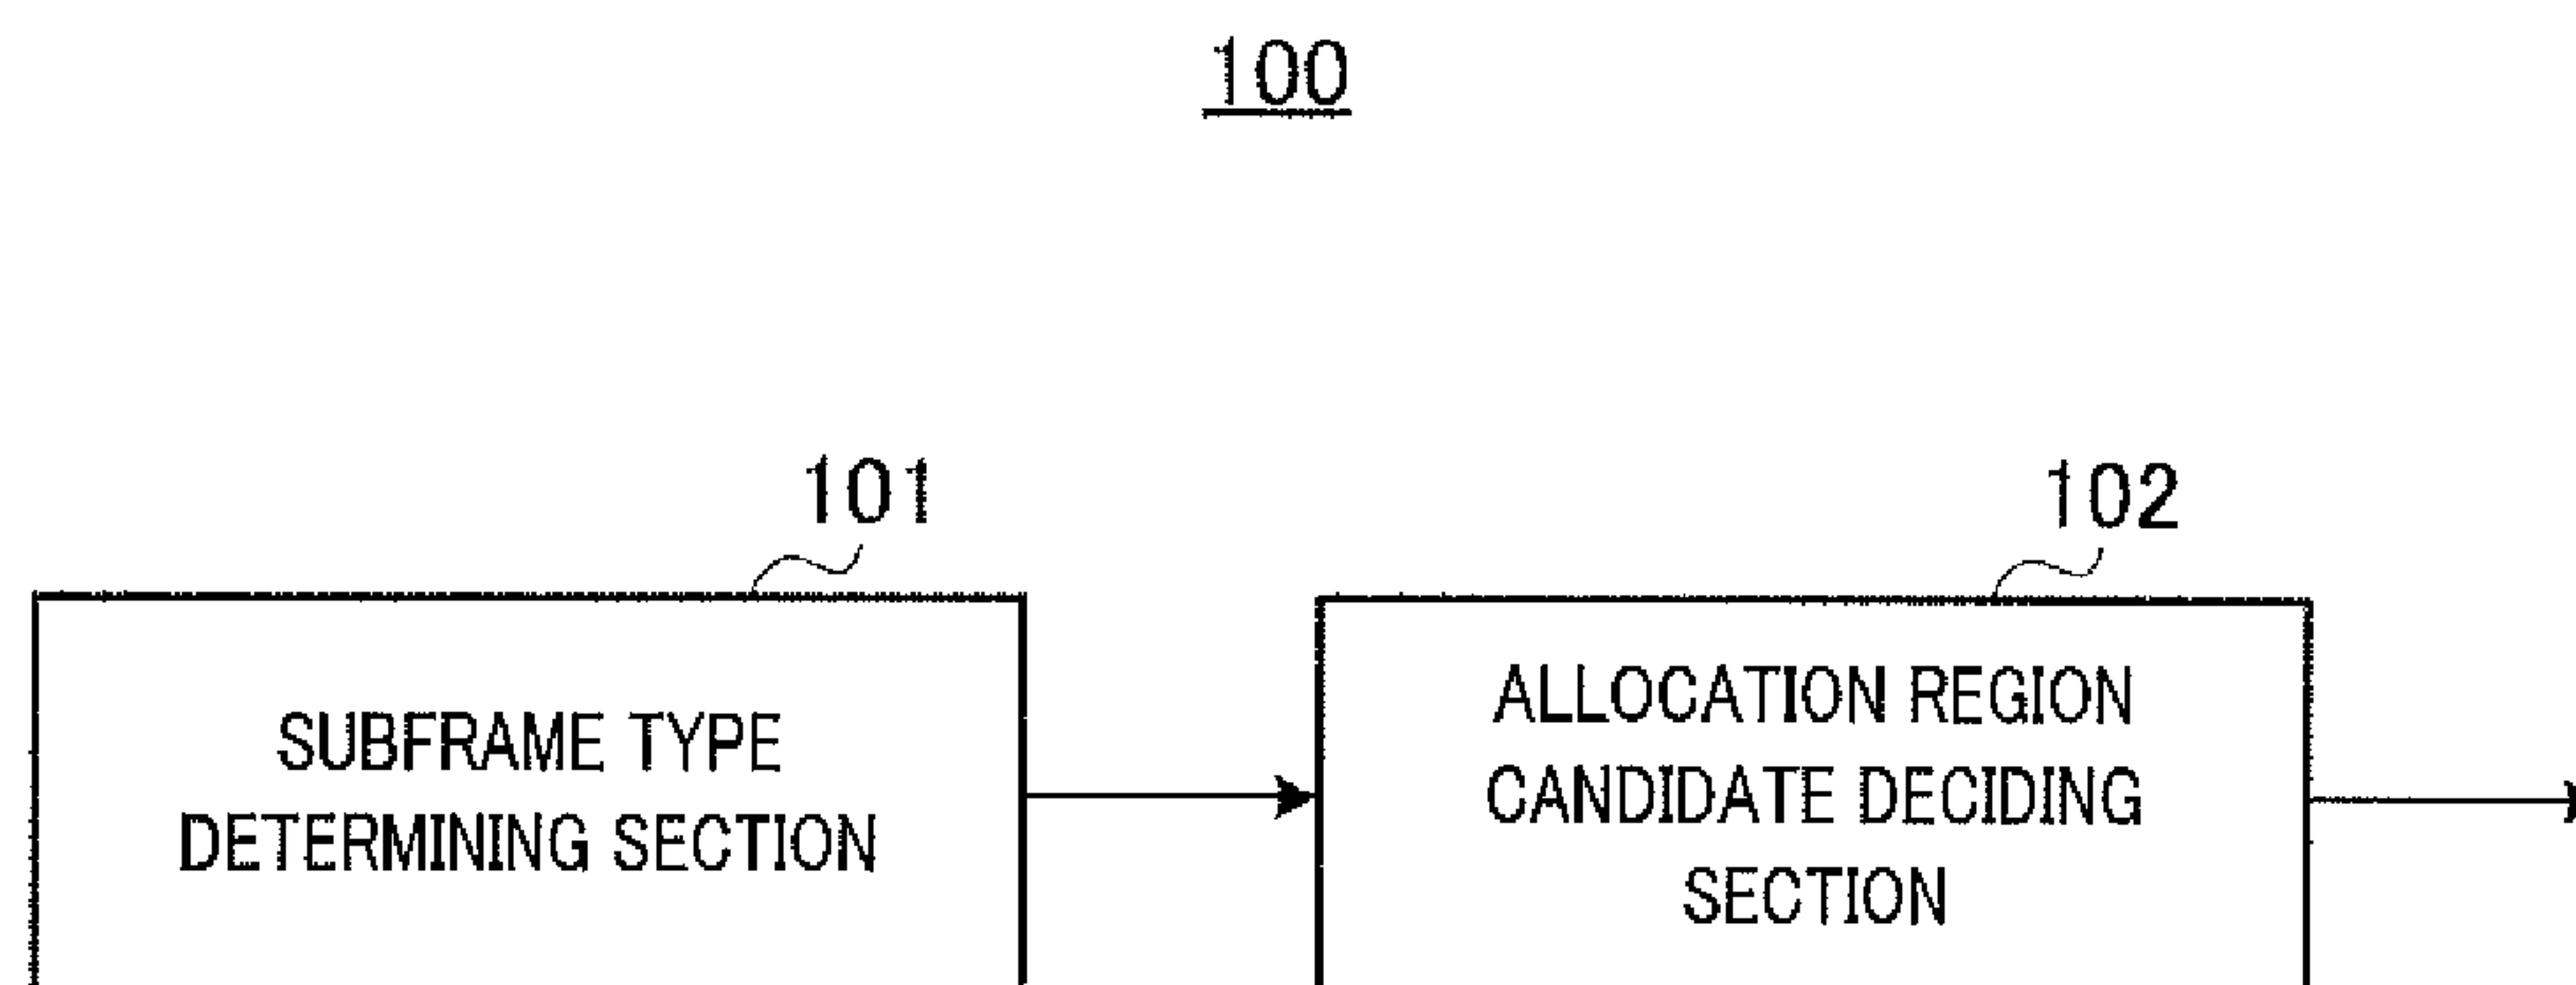 100
101
102
SUBFRAME TYPE
DETERMINING SECTION
ALLOCATION REGION
CANDIDATE DECIDING
SECTION